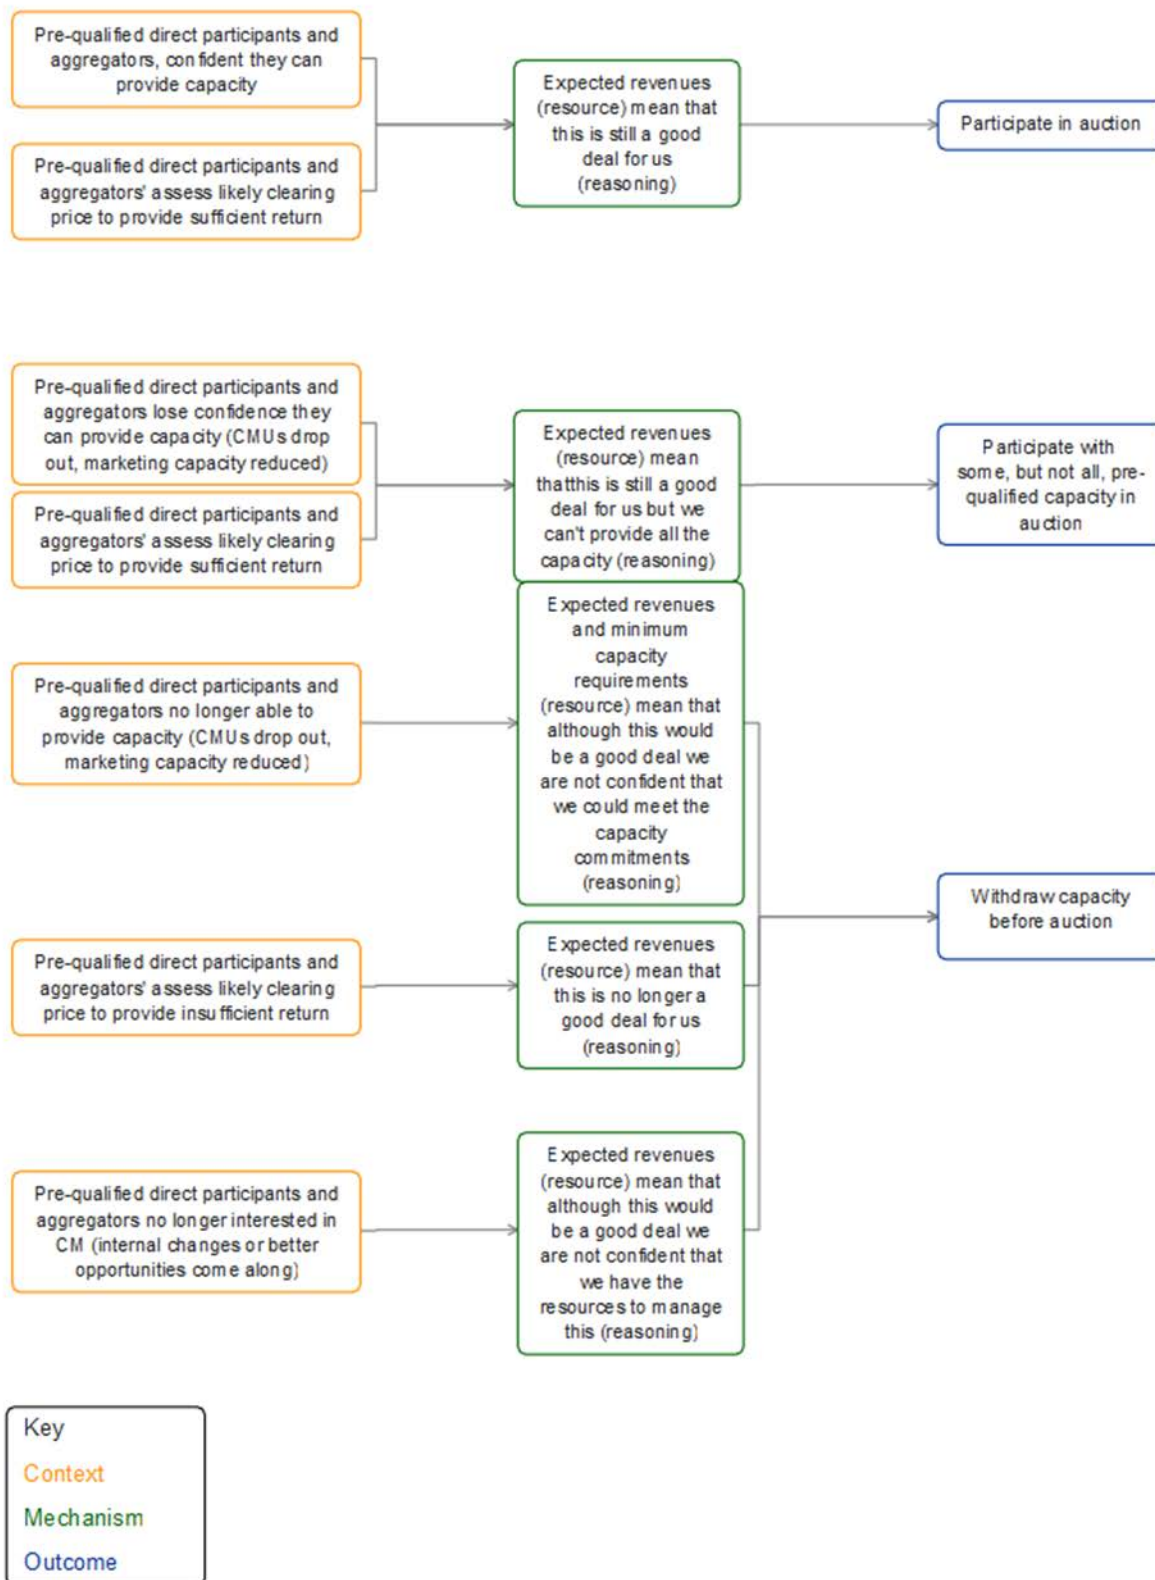 Pre-qualified direct participants and
aggregators, confident they can
provide capacity
Pre-qualified direct participants and
aggregators' assess likely clearing
price to provide sufficient return
Expected revenues
(resource) mean that
this is still a good
deal for us
(reasoning)
Participate in auction
Pre-qualified direct participants and
aggregators lose confidence they
can provide capacity (CMUs drop
out, marketing capacity reduced)
Pre-qualified direct participants and
aggregators' assess likely clearing
price to provide sufficient return
Expected revenues
(resource) mean
thatthis is still a good
deal for us but we
can't provide all the
capacity (reasoning)
Participate with
some, but not all, pre-
qualified capacity in
auction
Pre-qualified direct participants and
aggregators no longer able to
provide capacity (CMUs drop out,
marketing capacity reduced)
Expected revenues
and minimum
capacity
requirements
(resource) mean that
although this would
be a good deal we
are not confident that
we could meet the
capacity
commitments
(reasoning)
Pre-qualified direct participants and
aggregators' assess likely clearing
price to provide insufficient return
Expected revenues
(resource) mean that
this is no longer a
good deal for us
(reasoning)
Withdraw capacity
before auction
Pre-qualified direct participants and
aggregators no longer interested in
CM (internal changes or better
opportunities come along)
Expected revenues
(resource) mean that
although this would
be a good deal we
are not confident that
we have the
resources to manage
this (reasoning)
Key
Context
Mechanism
Outcome